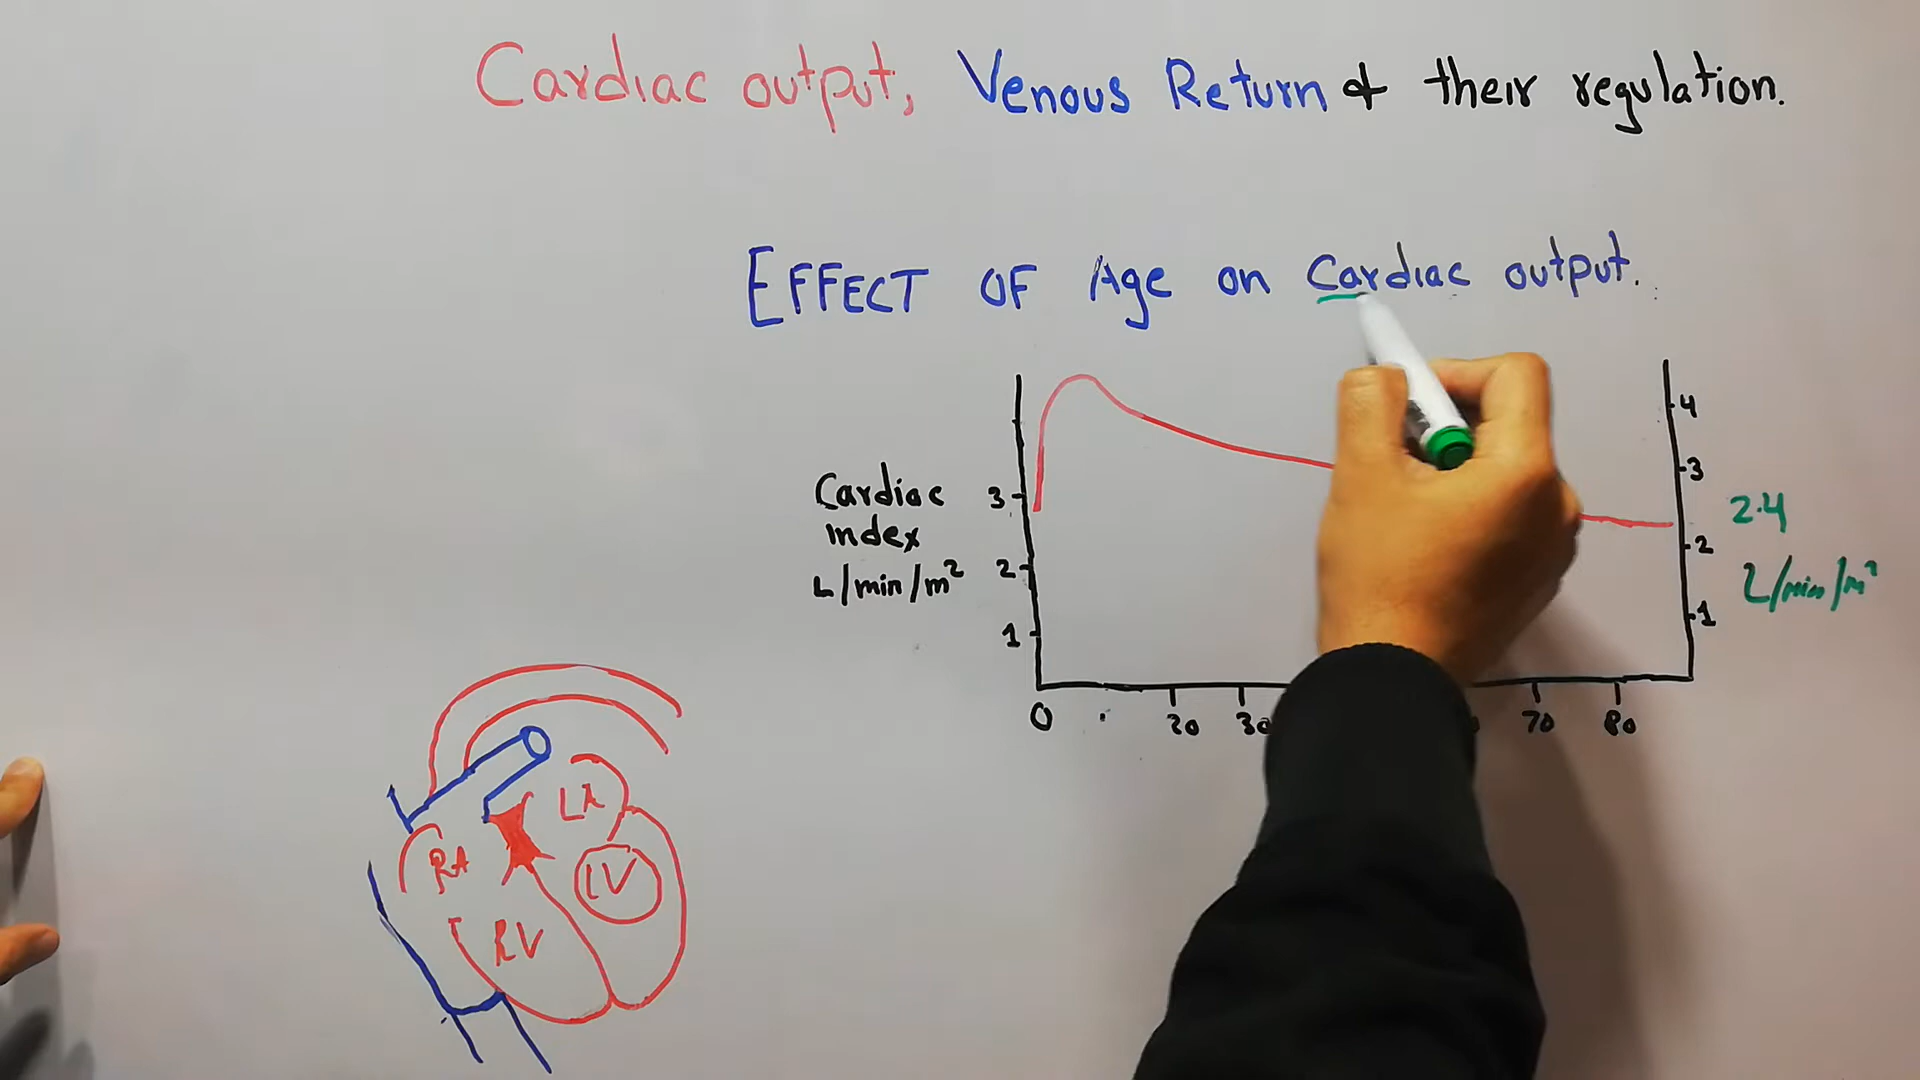 Cardiac output, Venous Return & their regulation.
EFFECT OF Age on Cardiac output.
4
3
2.4
L/min/m²
2
1
Cardiac
index
L/min/m²
3
2
1
0 20 30 70 80
LA
RA
LV
RV